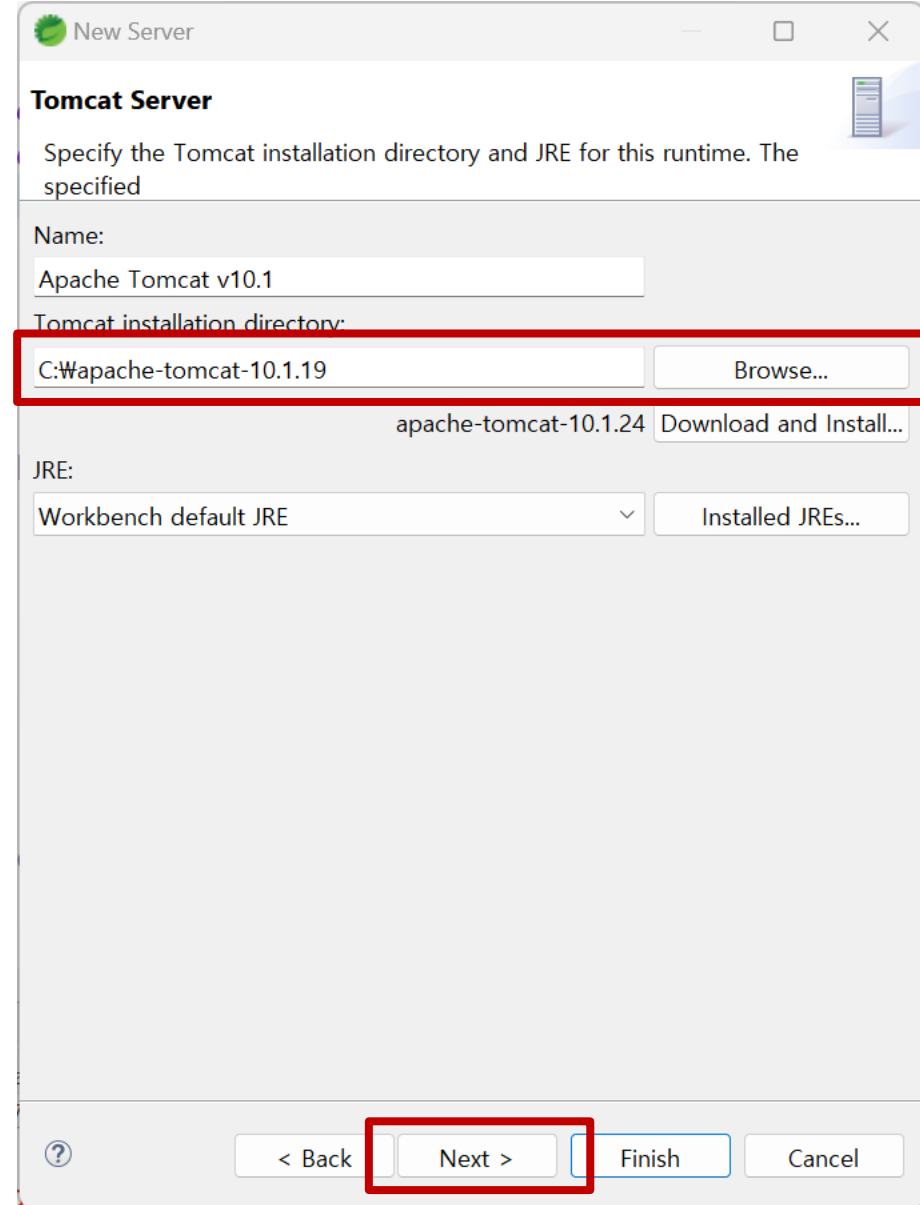 New Server
Tomcat Server
Specify the Tomcat installation directory and JRE for this runtime. The
specified
Name:
Apache Tomcat v10.1
Tomcat installation directory:
C:₩apache-tomcat-10.1.19 Browse...
apache-tomcat-10.1.24 Download and Install...
JRE:
Workbench default JRE Installed JREs...
? < Back Next > Finish Cancel